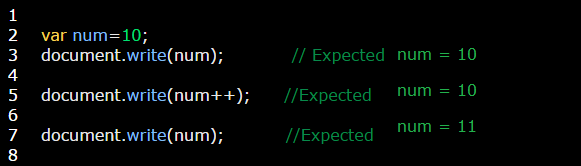 1
2 var num=10;
3 document.write(num); // Expected num = 10
4
5 document.write(num++); //Expected num = 10
6
7 document.write(num); //Expected num = 11
8